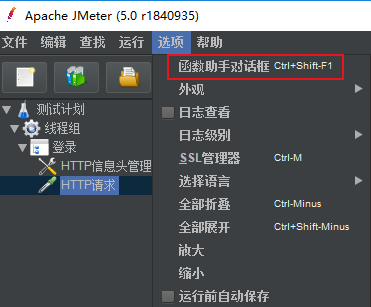 Apache JMeter (5.0 r1840935)
文件 编辑 查找 运行 选项 帮助
函数助手对话框 Ctrl+Shift-F1
外观
日志查看
日志级别
SSL管理器 Ctrl-M
选择语言
全部折叠 Ctrl-Minus
全部展开 Ctrl+Shift-Minus
放大
缩小
运行前自动保存
测试计划
线程组
登录
HTTP信息头管理
HTTP请求